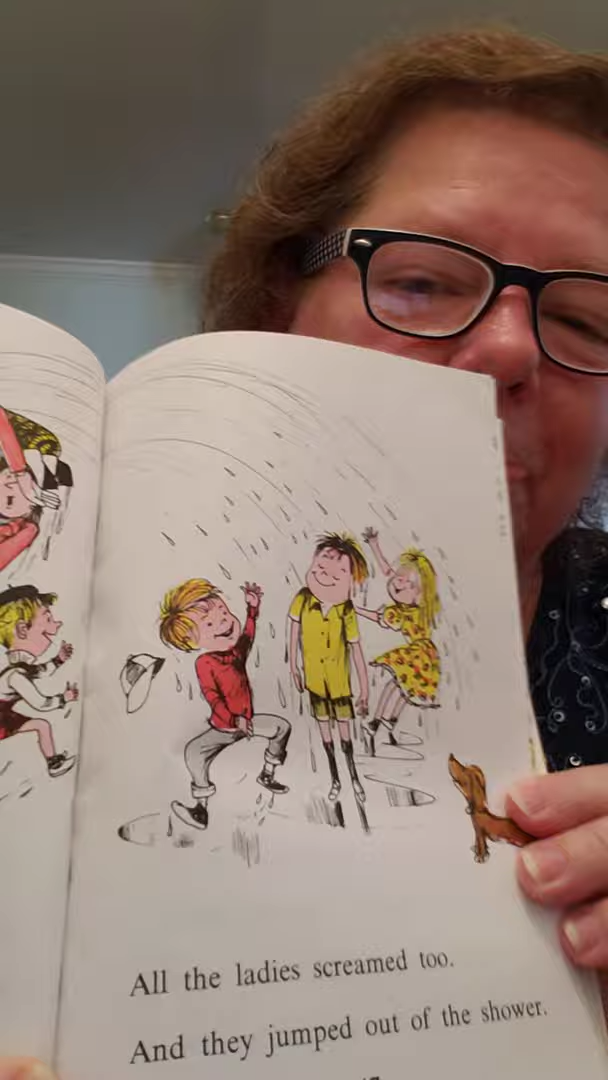 All the ladies screamed too.
And they jumped out of the shower.